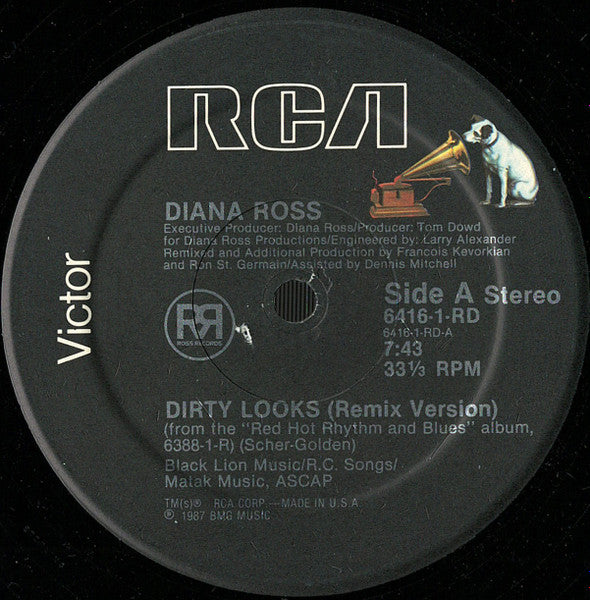 RCA
Victor
DIANA ROSS
Executive Producer: Diana Ross/Producer: Tom Dowd
for Diana Ross Productions/Engineered by: Larry Alexander
Remixed and Additional Production by Francois Kevorkian
and Ron St. Germain/Assisted by Dennis Mitchell
RR
ROSS RECORDS
Side A Stereo
6416-1-RD
6416-1-RD-A
7:43
33⅓ RPM
DIRTY LOOKS (Remix Version)
(from the "Red Hot Rhythm and Blues" album,
6388-1-R) (Scher-Golden)
Black Lion Music/R.C. Songs/
Matak Music, ASCAP
TM(s)® RCA CORP.—MADE IN U.S.A.
℗ 1987 BMG MUSIC